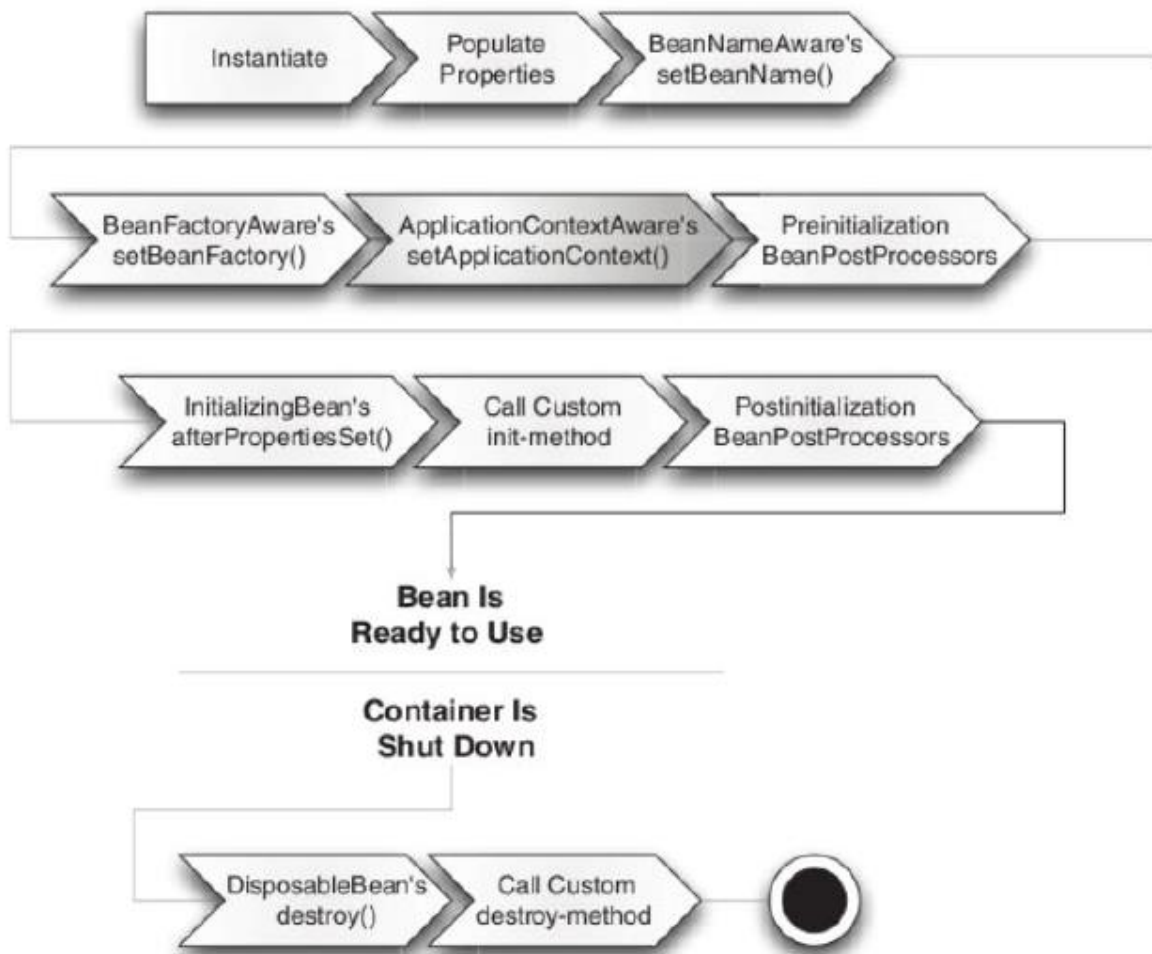 Instantiate
Populate
Properties
BeanNameAware's
setBeanName()
BeanFactoryAware's
setBeanFactory()
ApplicationContextAware's
setApplicationContext()
Preinitialization
BeanPostProcessors
InitializingBean's
afterPropertiesSet()
Call Custom
init-method
Postinitialization
BeanPostProcessors
Bean Is
Ready to Use
Container Is
Shut Down
DisposableBean's
destroy()
Call Custom
destroy-method